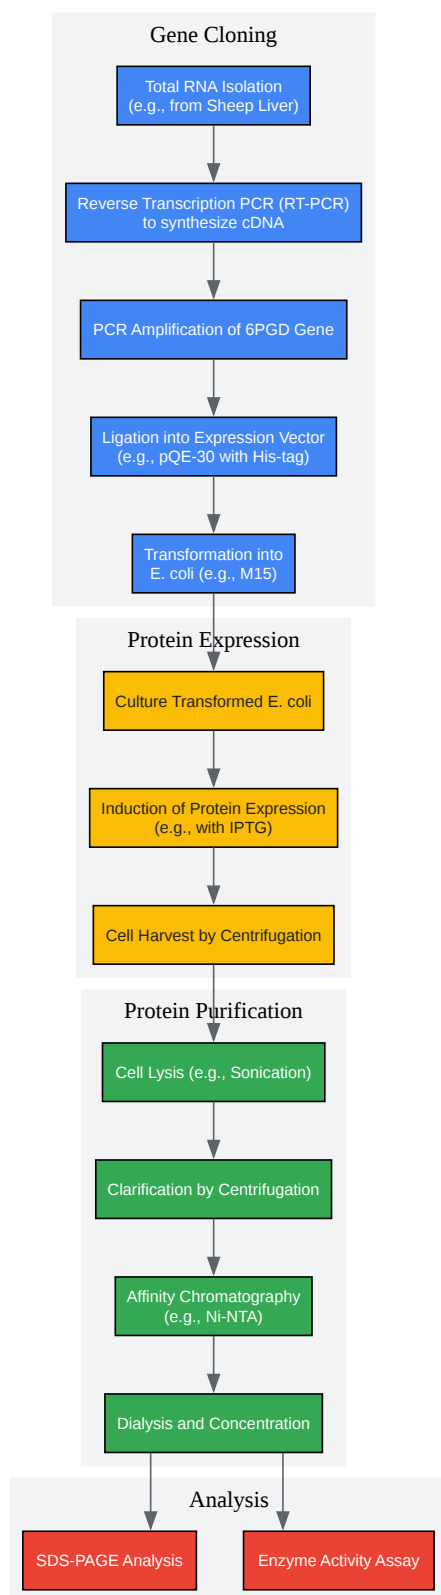 Gene Cloning
Total RNA Isolation
(e.g., from Sheep Liver)
Reverse Transcription PCR (RT-PCR)
to synthesize cDNA
PCR Amplification of 6PGD Gene
Ligation into Expression Vector
(e.g., pQE-30 with His-tag)
Transformation into
E. coli (e.g., M15)
Protein Expression
Culture Transformed E. coli
Induction of Protein Expression
(e.g., with IPTG)
Cell Harvest by Centrifugation
Protein Purification
Cell Lysis (e.g., Sonication)
Clarification by Centrifugation
Affinity Chromatography
(e.g., Ni-NTA)
Dialysis and Concentration
Analysis
SDS-PAGE Analysis
Enzyme Activity Assay